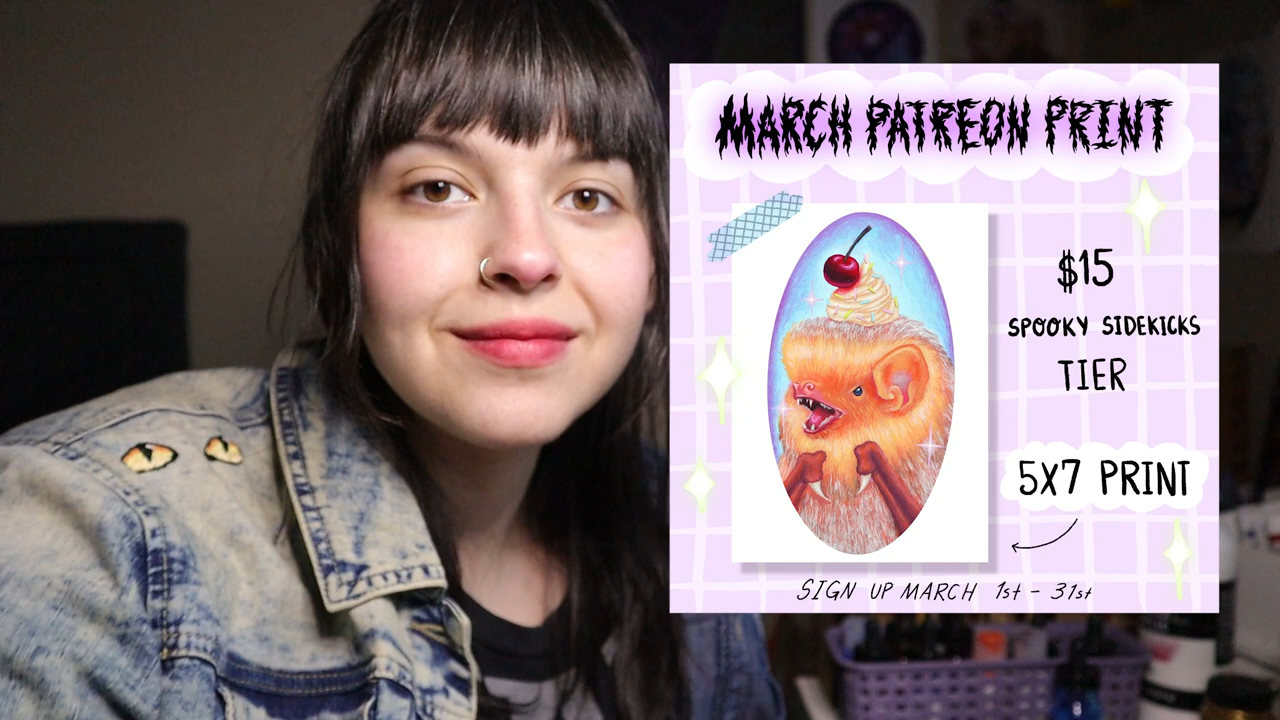 MARCH PATREON PRINT
$15
SPOOKY SIDEKICKS
TIER
5X7 PRINT
SIGN UP MARCH 1st - 31st